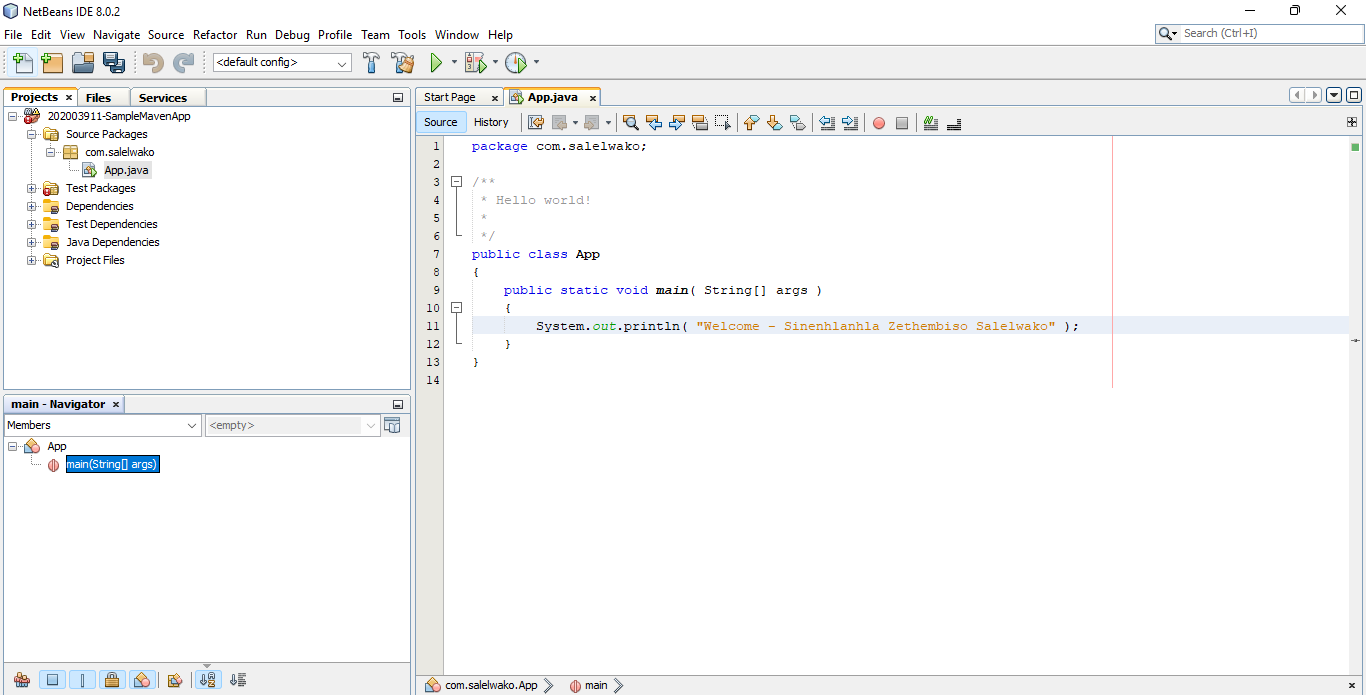 NetBeans IDE 8.0.2
File Edit View Navigate Source Refactor Run Debug Profile Team Tools Window Help
Search (Ctrl+I)
<default config>
Projects
Files
Services
202003911-SampleMavenApp
Source Packages
com.salelwako
App.java
Test Packages
Dependencies
Test Dependencies
Java Dependencies
Project Files
main - Navigator
Members
<empty>
App
main(String[] args)
Start Page
App.java
Source
History
1 package com.salelwako;
2
3 /**
4 * Hello world!
5 *
6 */
7 public class App
8 {
9 public static void main( String[] args )
10 {
11 System.out.println( "Welcome - Sinenhlanhla Zethembiso Salelwako" );
12 }
13 }
14
com.salelwako.App
main